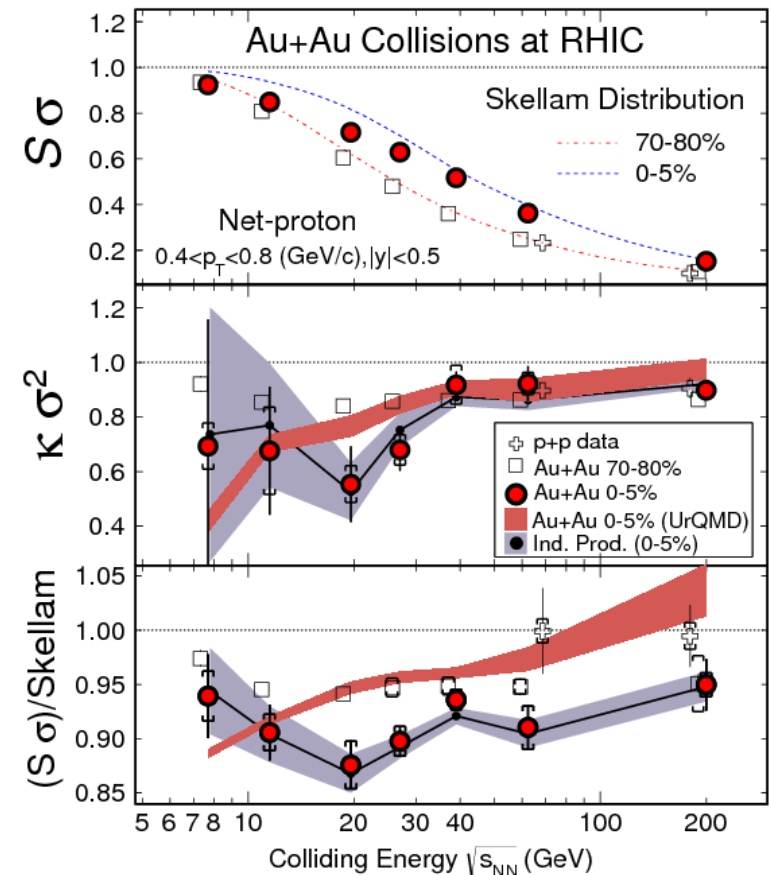 Au+Au Collisions at RHIC
Skellam Distribution
70-80%
0-5%
Net-proton
0.4<p_T<0.8 (GeV/c),|y|<0.5
S σ
1.2
1.0
0.8
0.6
0.4
0.2
κ σ²
1.2
1.0
0.8
0.6
0.4
p+p data
Au+Au 70-80%
Au+Au 0-5%
Au+Au 0-5% (UrQMD)
Ind. Prod. (0-5%)
(S σ)/Skellam
1.05
1.00
0.95
0.90
0.85
5 6 7 8 10 20 30 40 100 200
Colliding Energy √s_NN (GeV)